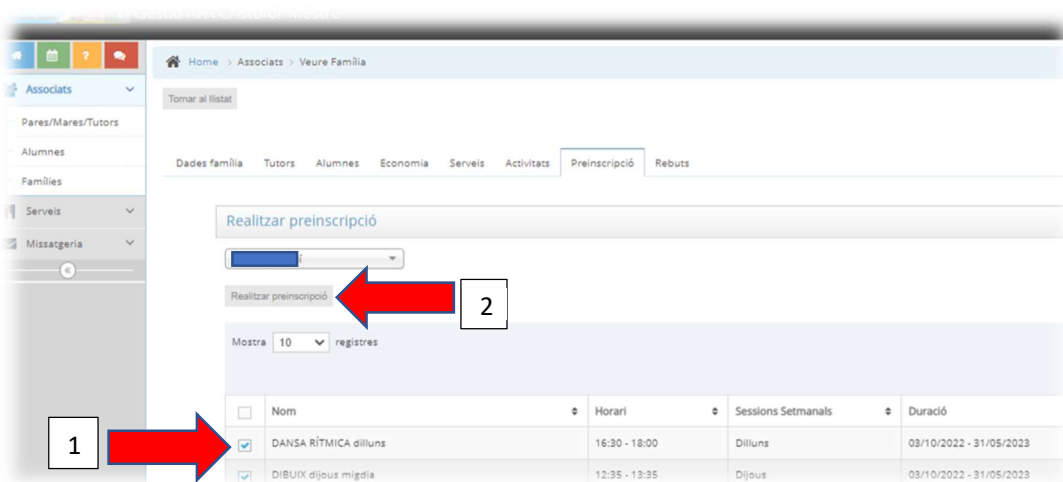 Home > Associats > Veure Família
Associats
Tornar al llistat
Pares/Mares/Tutors
Alumnes
Famílies
Serveis
Missatgeria
Dades família Tutors Alumnes Economia Serveis Activitats Preinscripció Rebuts
Realitzar preinscripció
Realitzar preinscripció
2
Mostra 10 registres
Nom Horari Sessions Setmanals Duració
1
DANSA RÍTMICA dilluns 16:30 - 18:00 Dilluns 03/10/2022 - 31/05/2023
DIBUIX dijous migdia 12:35 - 13:35 Dijous 03/10/2022 - 31/05/2023